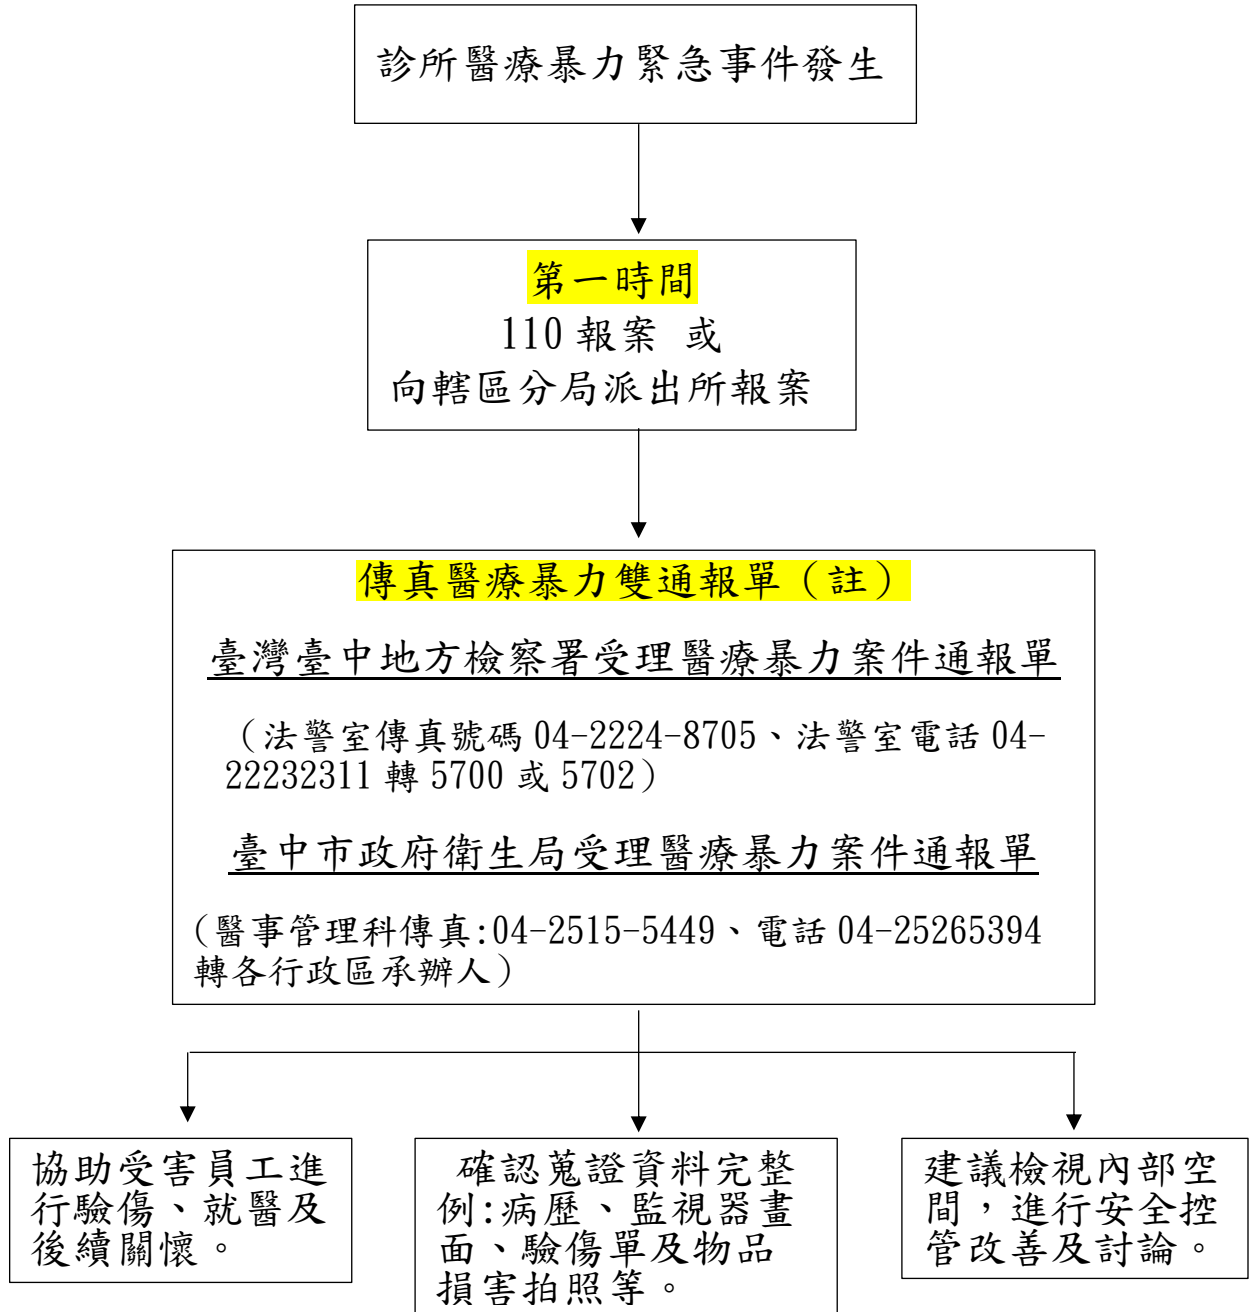 診所醫療暴力緊急事件發生
第一時間
110 報案 或
向轄區分局派出所報案
傳真醫療暴力雙通報單（註）
臺灣臺中地方檢察署受理醫療暴力案件通報單
（法警室傳真號碼 04-2224-8705、法警室電話 04-
22232311 轉 5700 或 5702）
臺中市政府衛生局受理醫療暴力案件通報單
(醫事管理科傳真:04-2515-5449、電話 04-25265394
轉各行政區承辦人）
協助受害員工進
行驗傷、就醫及
後續關懷。
確認蒐證資料完整
例:病歷、監視器畫
面、驗傷單及物品
損害拍照等。
建議檢視內部空
間，進行安全控
管改善及討論。